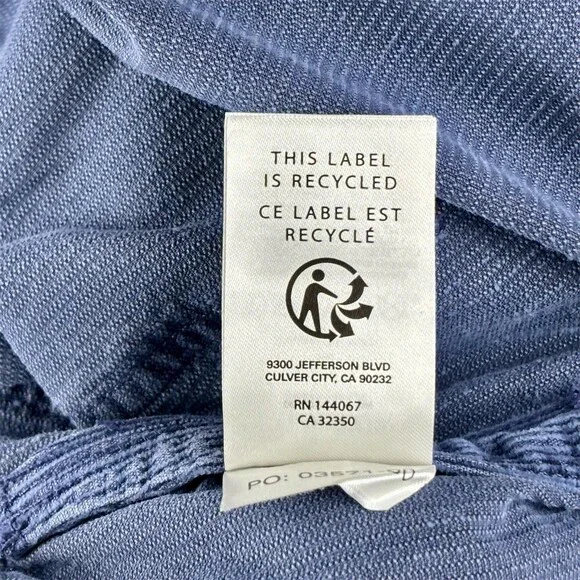 THIS LABEL
IS RECYCLED
CE LABEL EST
RECYCLÉ
9300 JEFFERSON BLVD
CULVER CITY, CA 90232
RN 144067
CA 32350
PO: